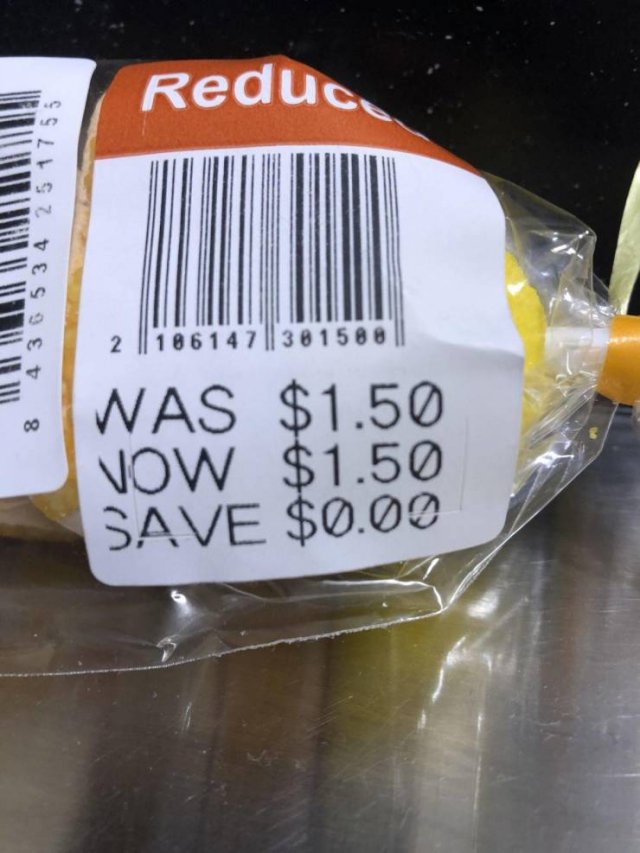 Reduce
2 106147 301500
WAS $1.50
NOW $1.50
SAVE $0.00
8 436534 251755